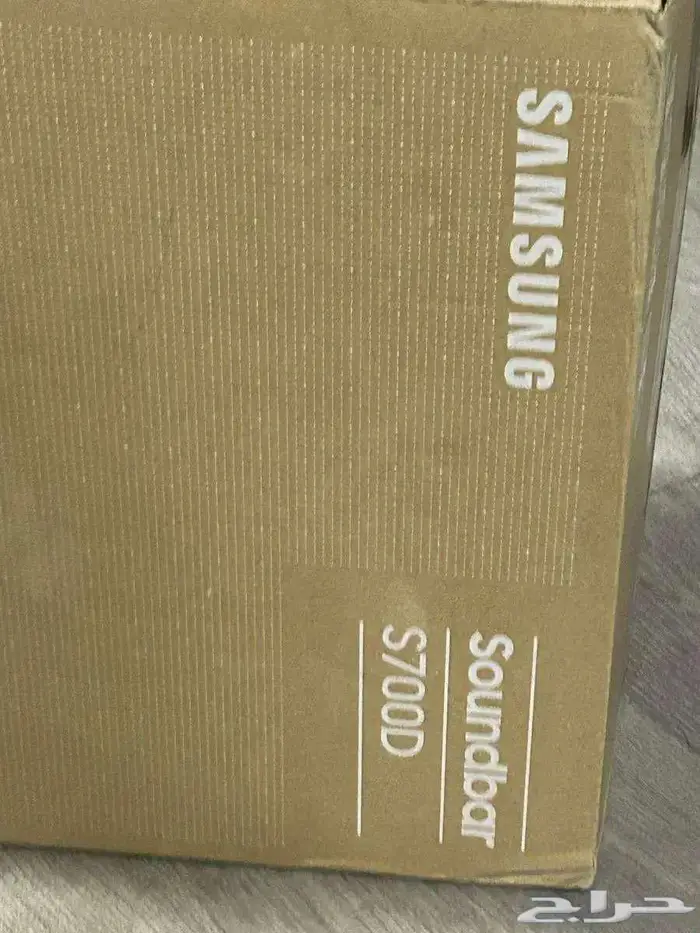 SAMSUNG
Soundbar
S700D
حراج